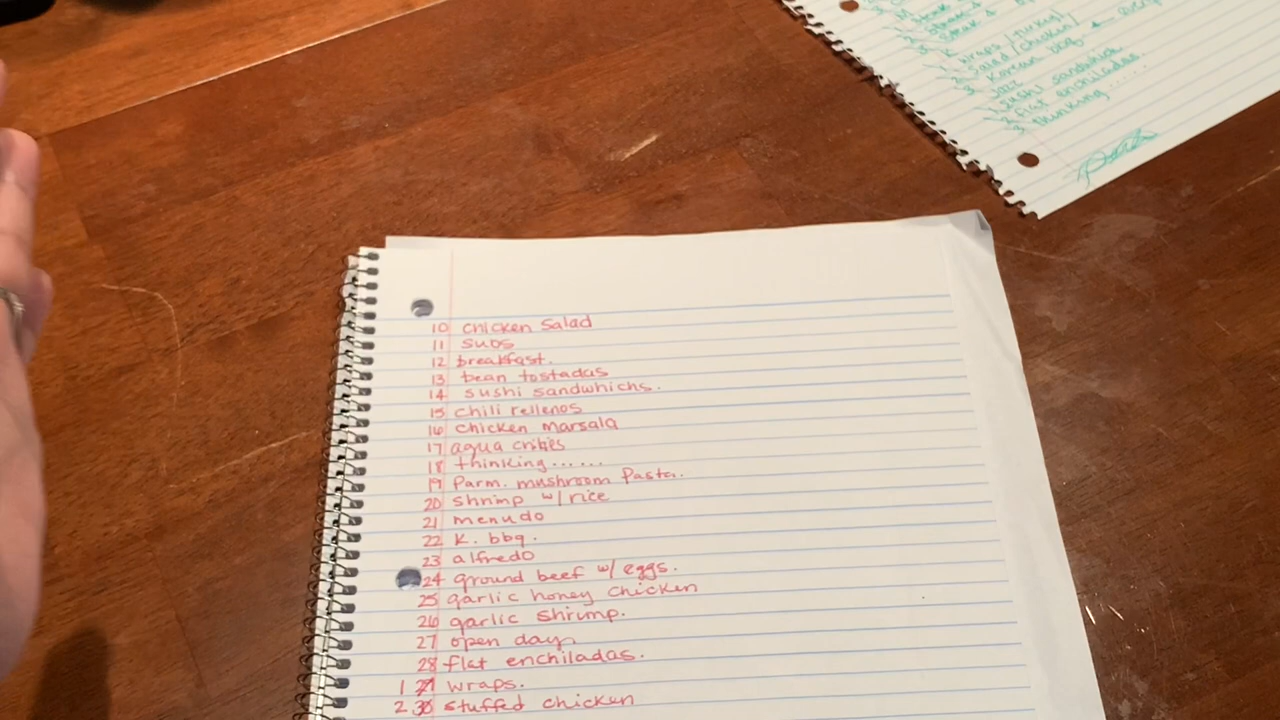 wraps / turkey /
salad / chicken /
Korean bbq
Jazz
sushi sandwhich
flat enchiladas
3 thinking......
10 chicken salad
11 subs
12 breakfast.
13 bean tostadas
14 sushi sandwhichs.
15 chili rellenos
16 chicken marsala
17 agua
18 thinking......
19 Parm. mushroom Pasta.
20 shrimp w/ rice
21 menudo
22 K. bbq.
23 alfredo
24 ground beef w/ eggs.
25 garlic honey chicken
26 garlic shrimp.
27 open day
28 flat enchiladas.
1 29 wraps.
2 30 stuffed chicken